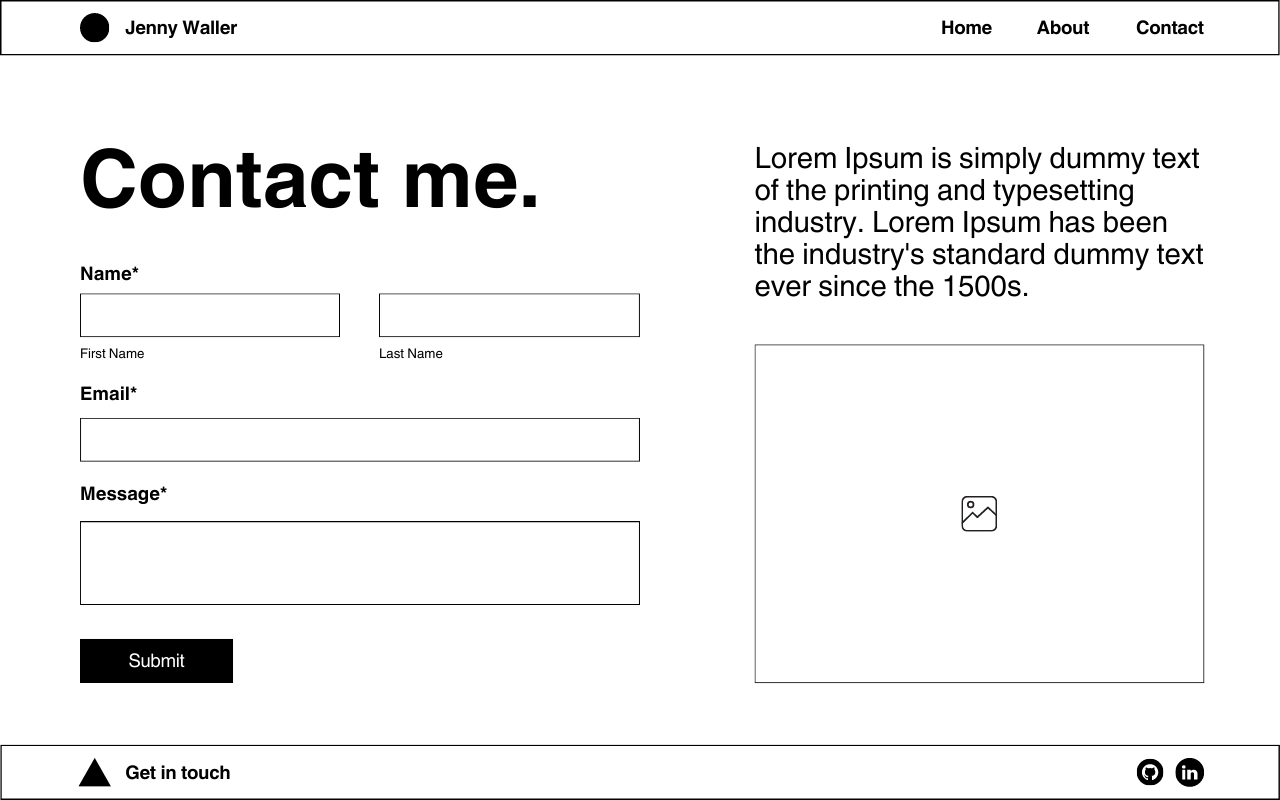 Jenny Waller
Home
About
Contact
Contact me.
Name*
First Name
Last Name
Email*
Message*
Submit
Lorem Ipsum is simply dummy text
of the printing and typesetting
industry. Lorem Ipsum has been
the industry's standard dummy text
ever since the 1500s.
Get in touch
in